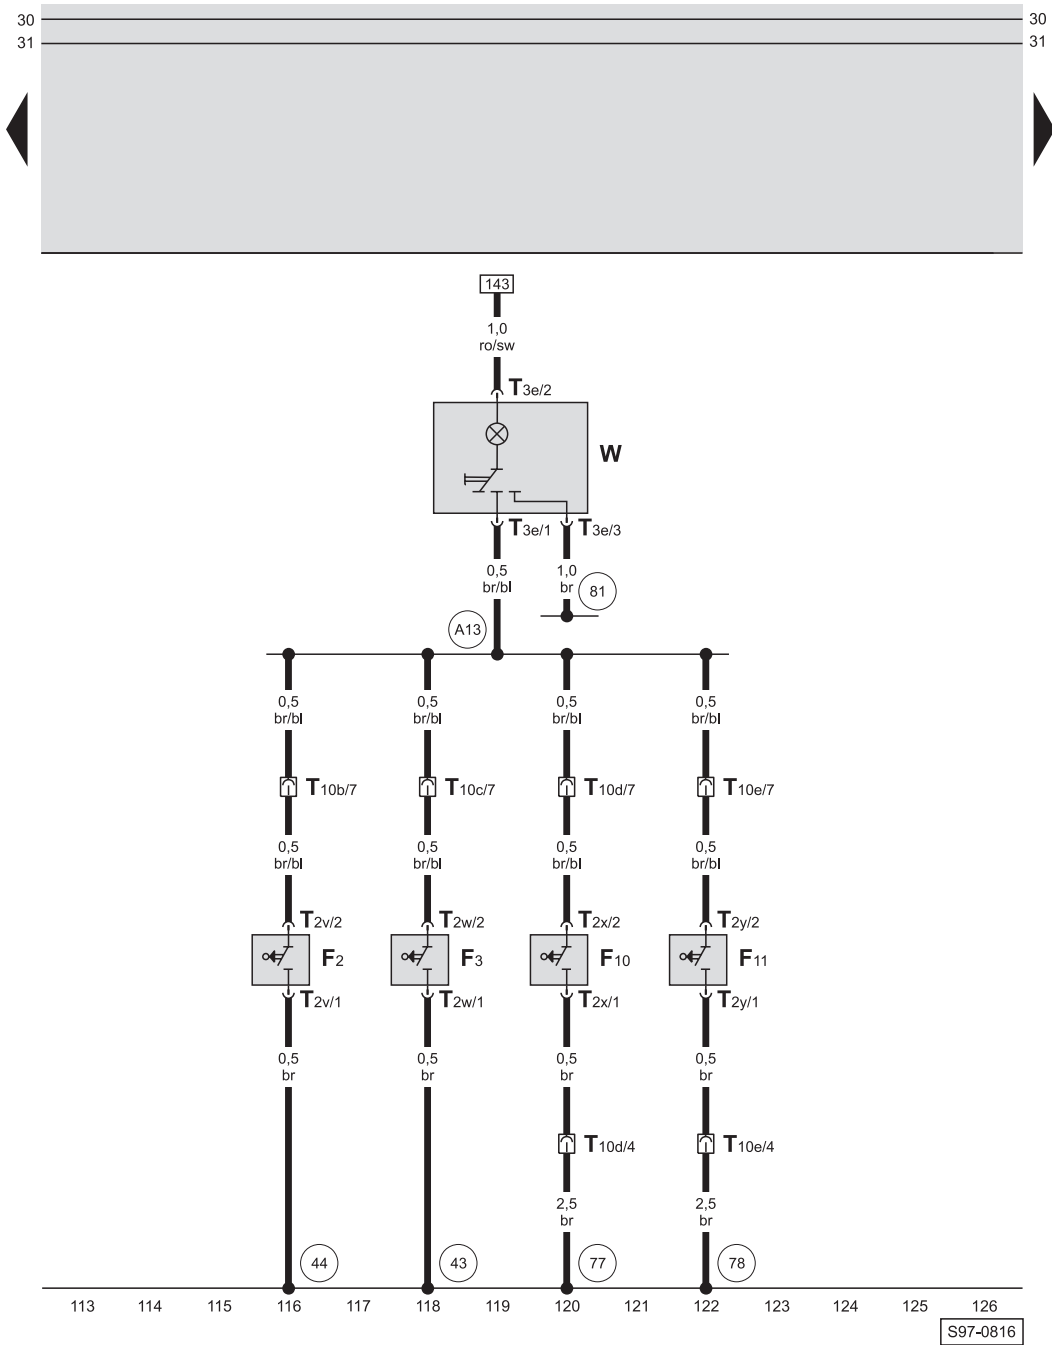 30 30
31 31
143
1,0
ro/sw
T3e/2
W
T3e/1 T3e/3
0,5 1,0
br/bl br 81
A13
0,5 0,5 0,5 0,5
br/bl br/bl br/bl br/bl
T10b/7 T10c/7 T10d/7 T10e/7
0,5 0,5 0,5 0,5
br/bl br/bl br/bl br/bl
T2v/2 T2w/2 T2x/2 T2y/2
F2 F3 F10 F11
T2v/1 T2w/1 T2x/1 T2y/1
0,5 0,5 0,5 0,5
br br br br
T10d/4 T10e/4
2,5 2,5
br br
44 43 77 78
113 114 115 116 117 118 119 120 121 122 123 124 125 126
S97-0816